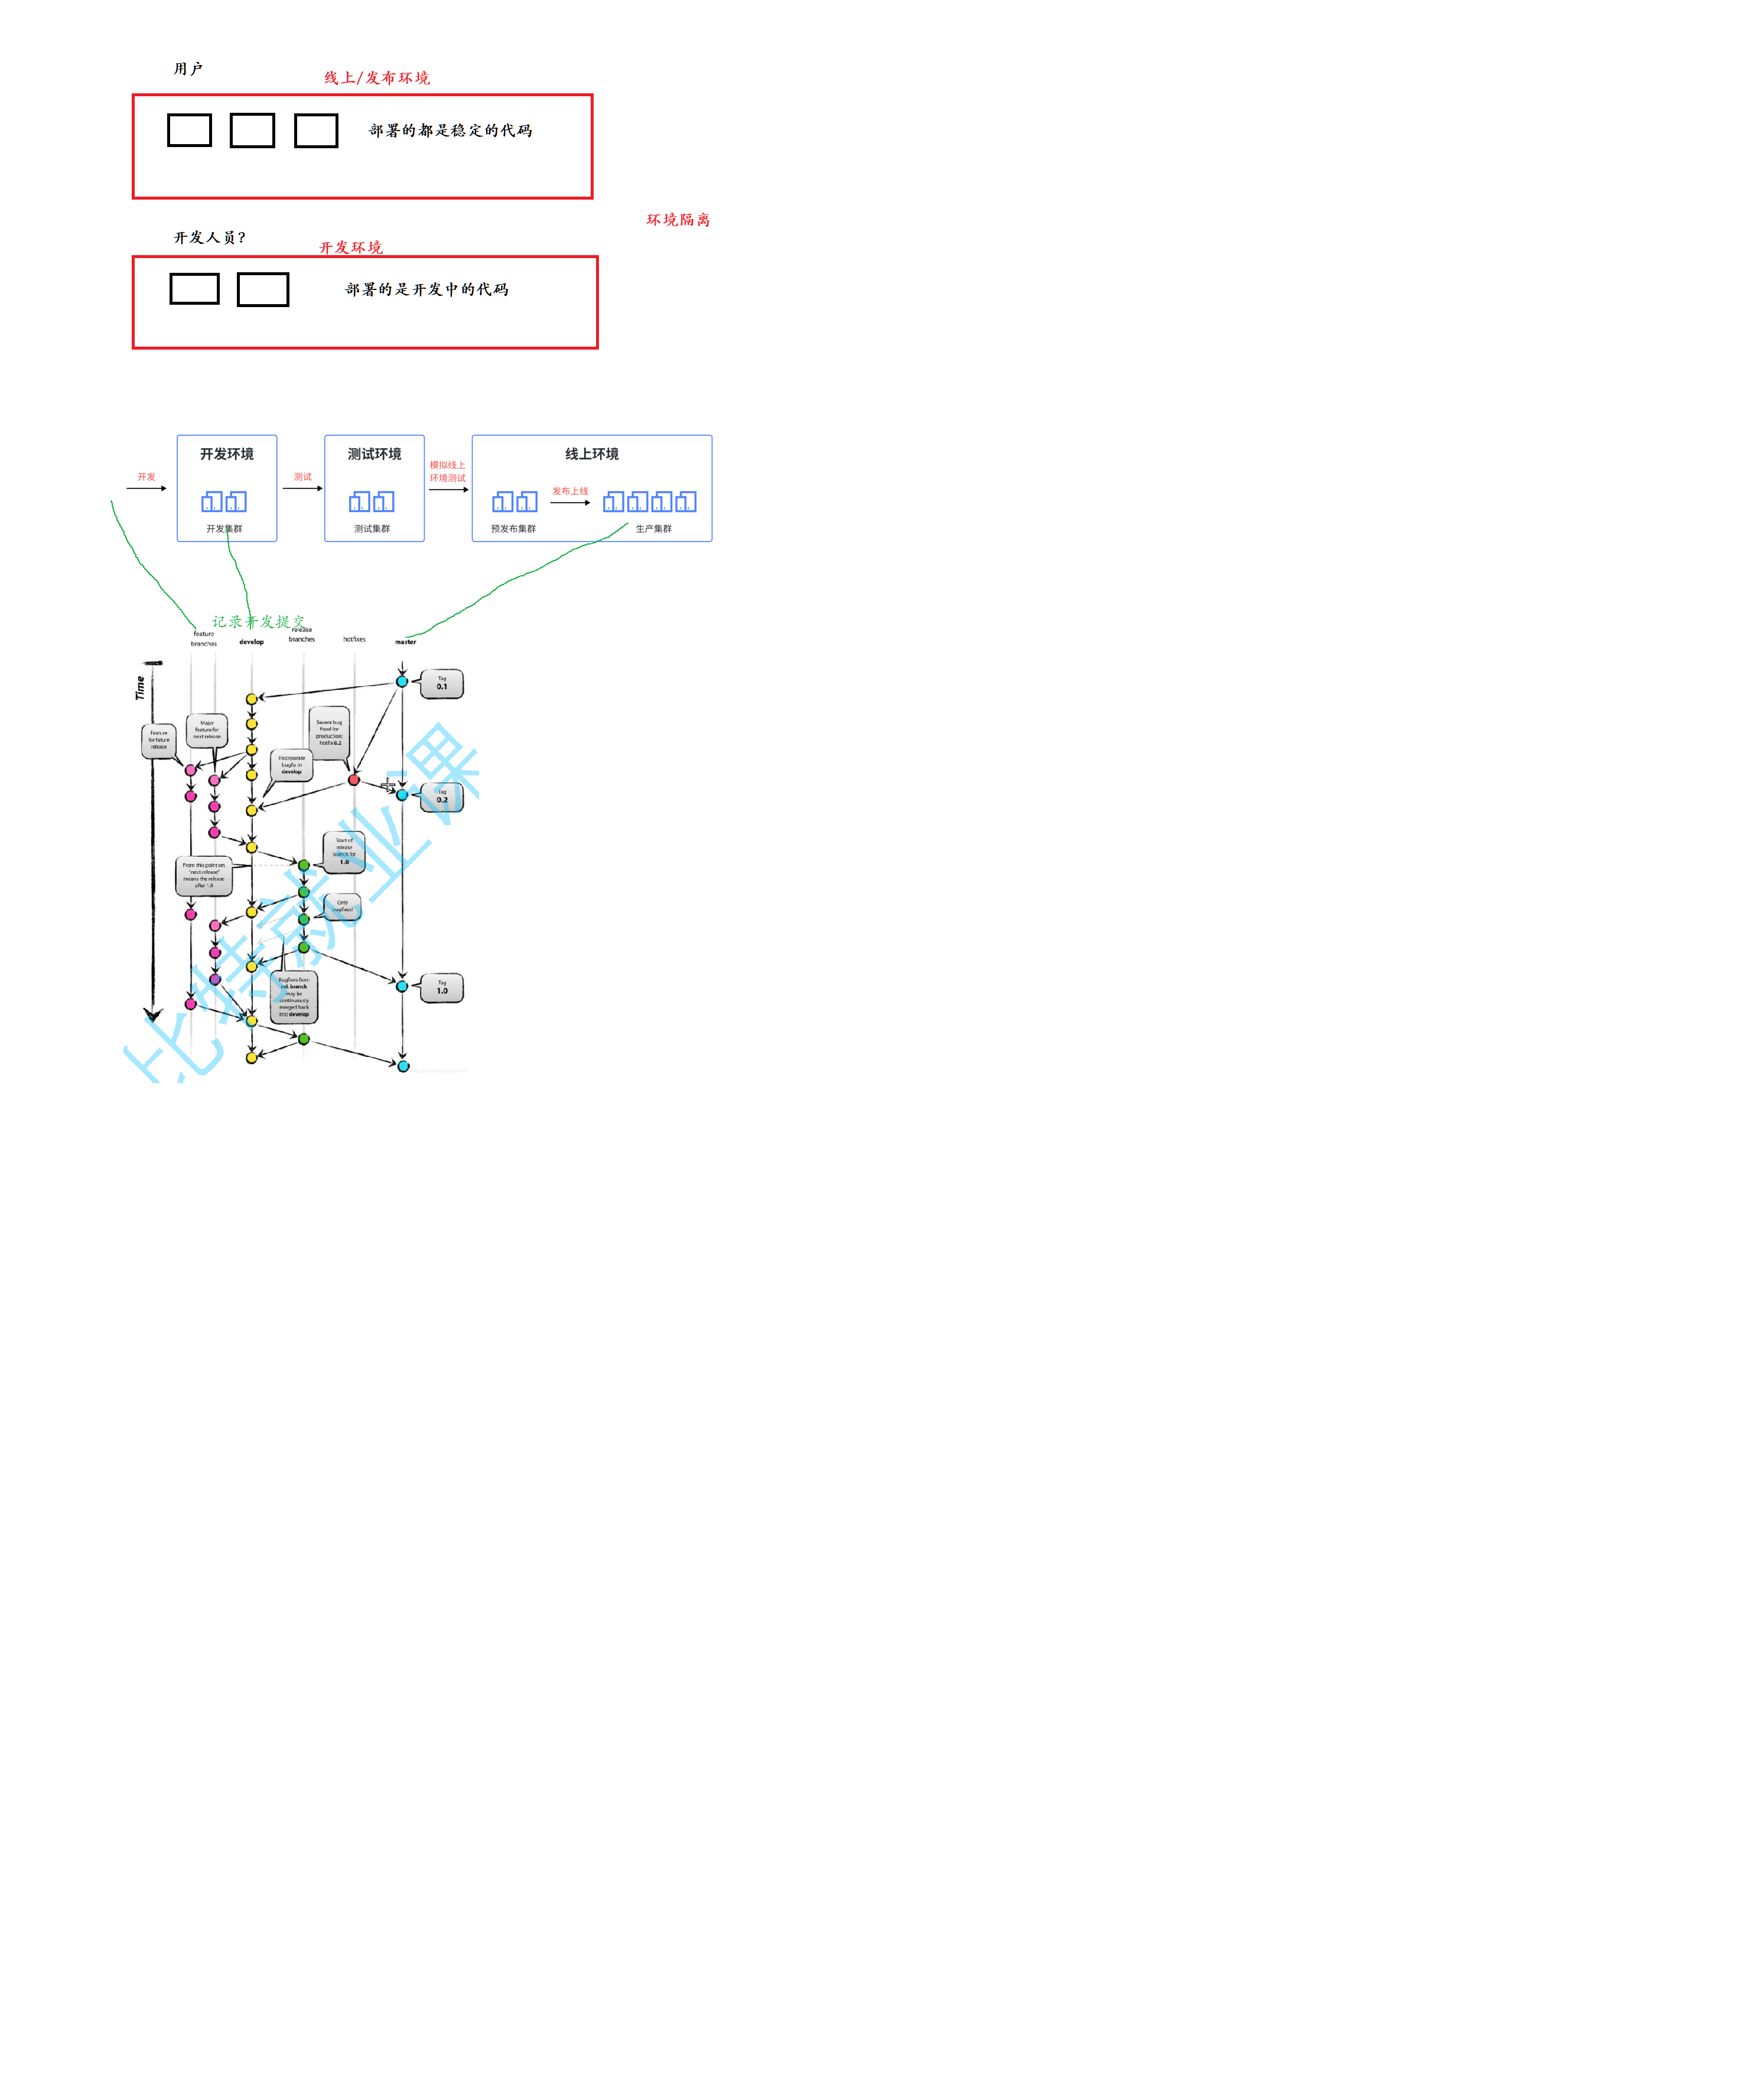 用户
线上/发布环境
部署的都是稳定的代码
环境隔离
开发人员?
开发环境
部署的是开发中的代码
开发
开发环境
开发集群
测试
测试环境
测试集群
模拟线上
环境测试
线上环境
预发布集群
发布上线
生产集群
记录开发提交
feature
branches
develop
release
branches
hotfixes
master
Time
Tag
0.1
Feature
for future
release
Major
feature for
next release
Severe bug
fixed for
production:
hotfix 0.2
Incorporate
bugfix in
develop
Tag
0.2
Start of
release
branch for
1.0
From this point on,
"next release"
means the release
after 1.0
Only
bugfixes!
Bugfixes from
rel. branch
may be
continuously
merged back
into develop
Tag
1.0
比特就业课